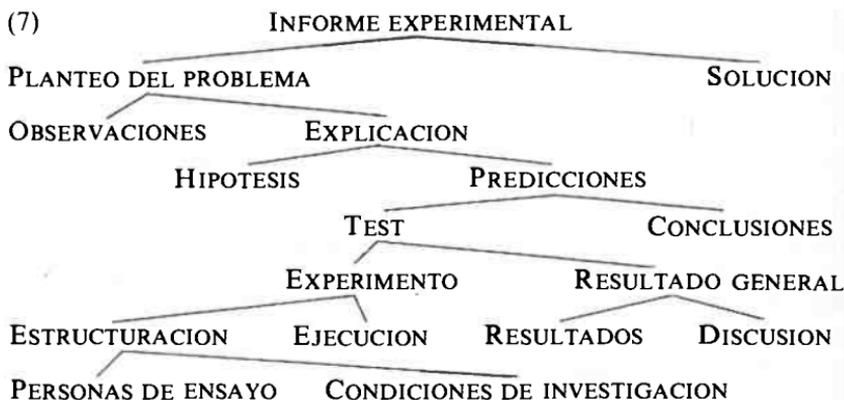 (7) INFORME EXPERIMENTAL
PLANTEO DEL PROBLEMA SOLUCION
OBSERVACIONES EXPLICACION
HIPOTESIS PREDICCIONES
TEST CONCLUSIONES
EXPERIMENTO RESULTADO GENERAL
ESTRUCTURACION EJECUCION RESULTADOS DISCUSION
PERSONAS DE ENSAYO CONDICIONES DE INVESTIGACION